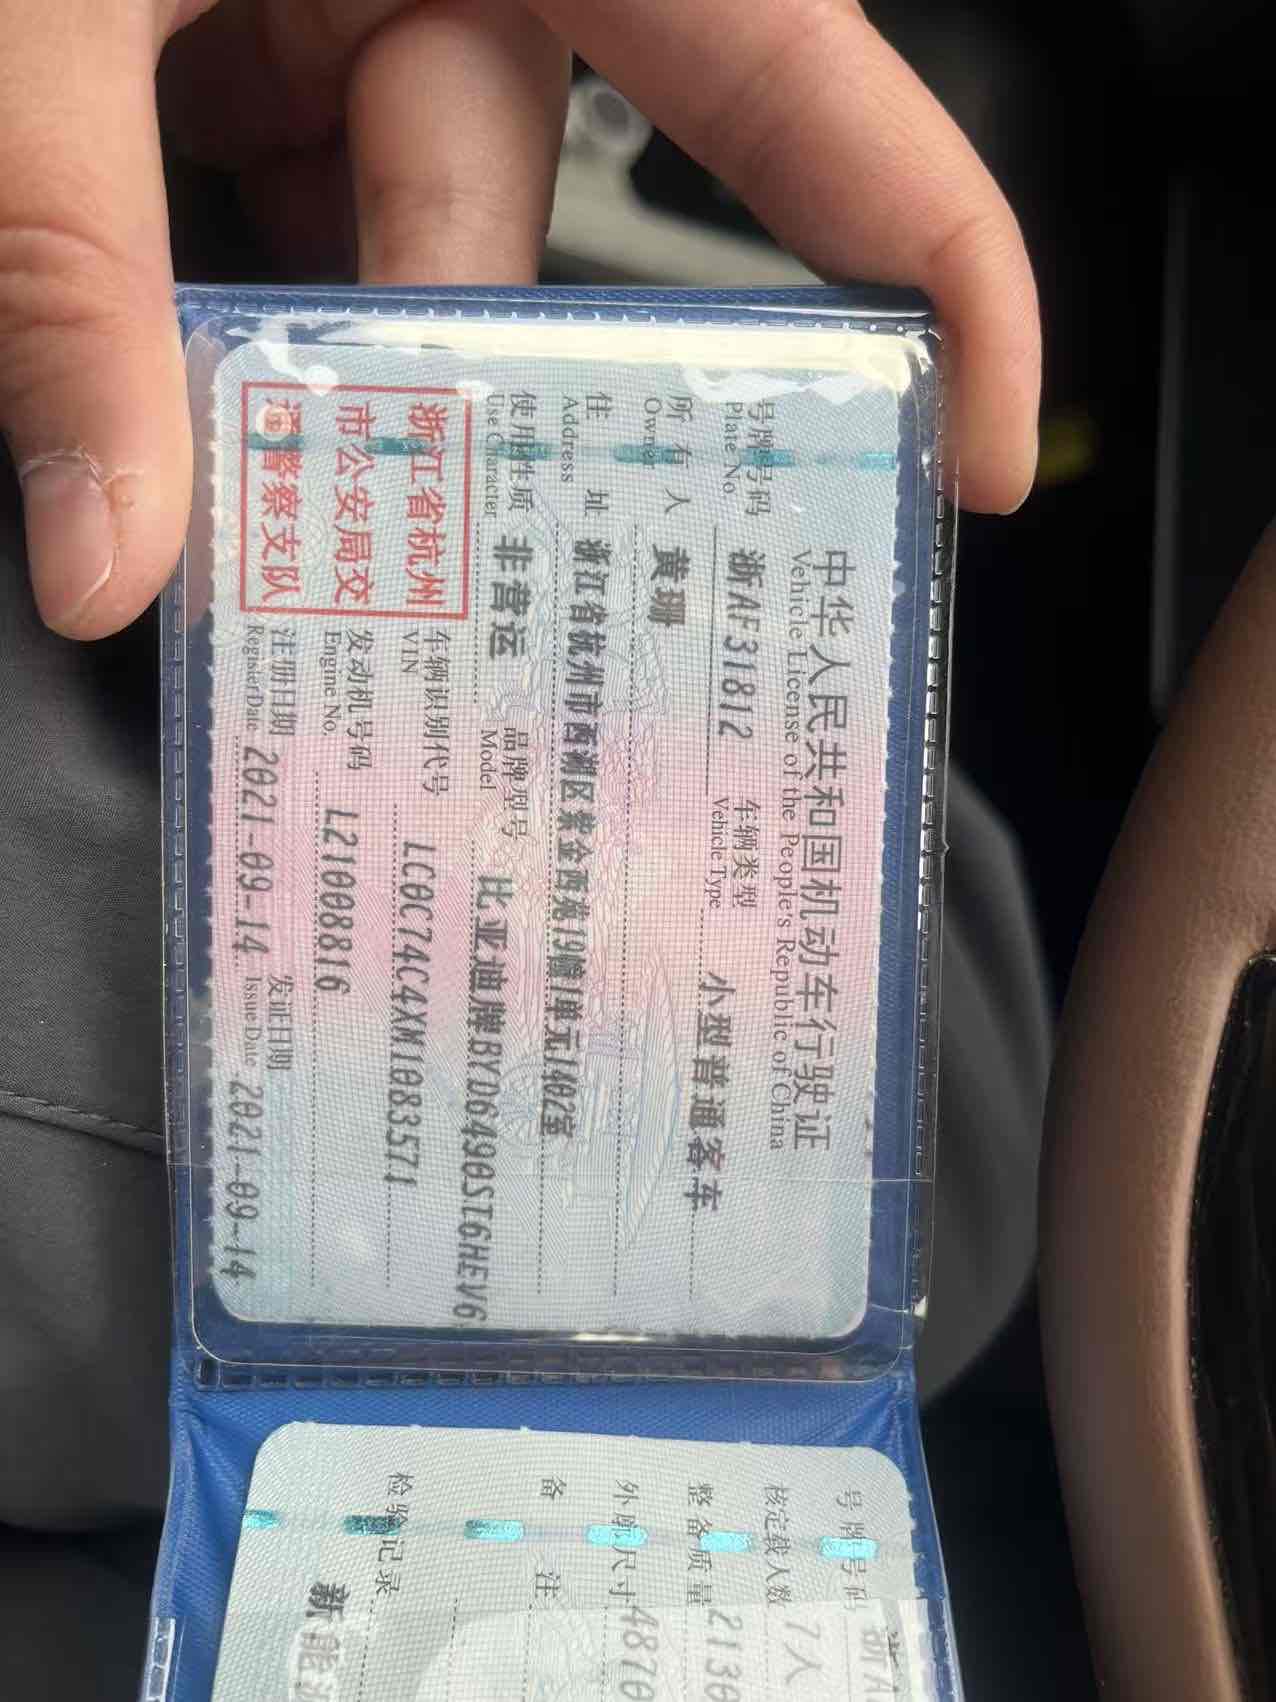 中华人民共和国机动车行驶证
Vehicle License of the People's Republic of China
号牌号码 浙AF31812 车辆类型 小型普通客车
Plate No. Vehicle Type
所有人 黄珊
Owner
住址 浙江省杭州市西湖区紫金西苑19幢1单元1402室
Address
使用性质 非营运 品牌型号 比亚迪牌BYD6490ST6HEV6
Use Character Model
浙江省杭州
市公安局交
通警察支队
车辆识别代号 LC0C74C4XM1083571
VIN
发动机号码 L21008816
Engine No.
注册日期 2021-09-14 发证日期 2021-09-14
Register Date Issue Date
号牌号码 浙A
核定载人数 7人
整备质量 2130
外廓尺寸 4870
备注
检验记录
新能